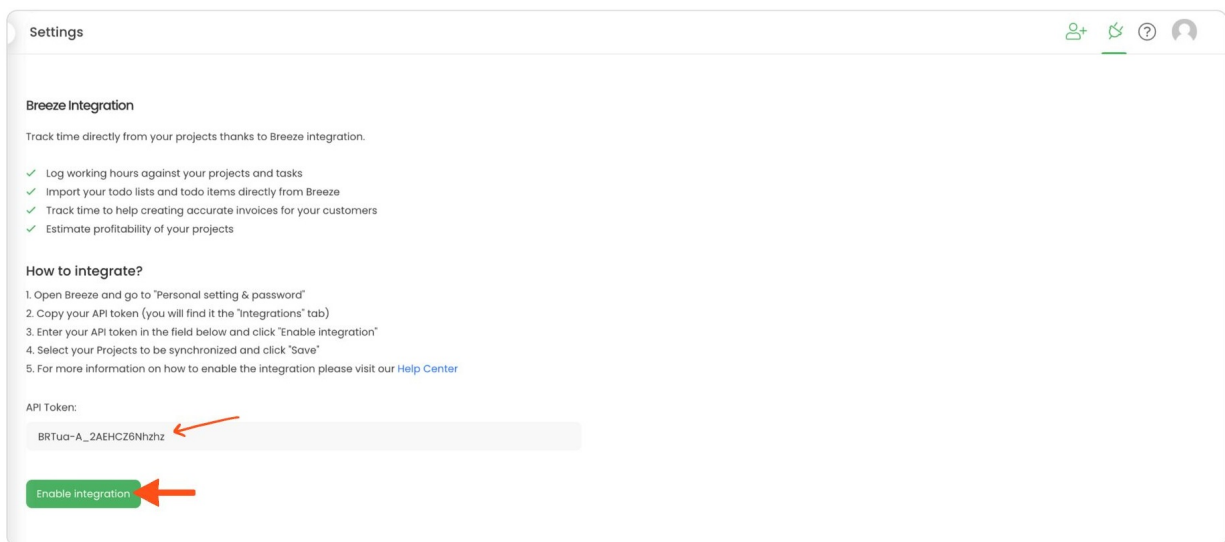 Settings
Breeze Integration
Track time directly from your projects thanks to Breeze integration.
Log working hours against your projects and tasks
Import your todo lists and todo items directly from Breeze
Track time to help creating accurate invoices for your customers
Estimate profitability of your projects
How to integrate?
1. Open Breeze and go to "Personal setting & password"
2. Copy your API token (you will find it the "Integrations" tab)
3. Enter your API token in the field below and click "Enable integration"
4. Select your Projects to be synchronized and click "Save"
5. For more information on how to enable the integration please visit our Help Center
API Token:
BRTua-A_2AEHCZ6Nhzhz
Enable integration